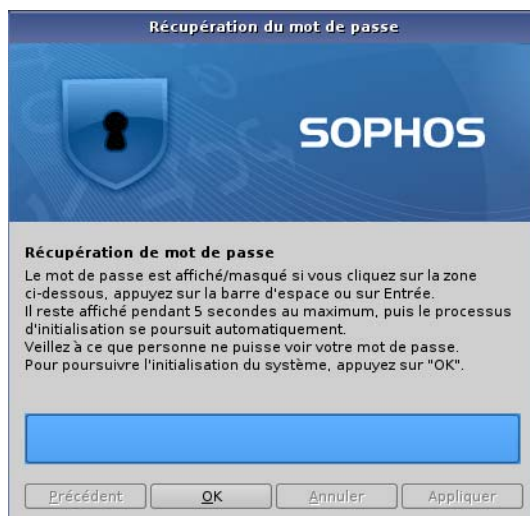 Récupération du mot de passe
SOPHOS
Récupération de mot de passe
Le mot de passe est affiché/masqué si vous cliquez sur la zone
ci-dessous, appuyez sur la barre d'espace ou sur Entrée.
Il reste affiché pendant 5 secondes au maximum, puis le processus
d'initialisation se poursuit automatiquement.
Veillez à ce que personne ne puisse voir votre mot de passe.
Pour poursuivre l'initialisation du système, appuyez sur "OK".
Précédent OK Annuler Appliquer